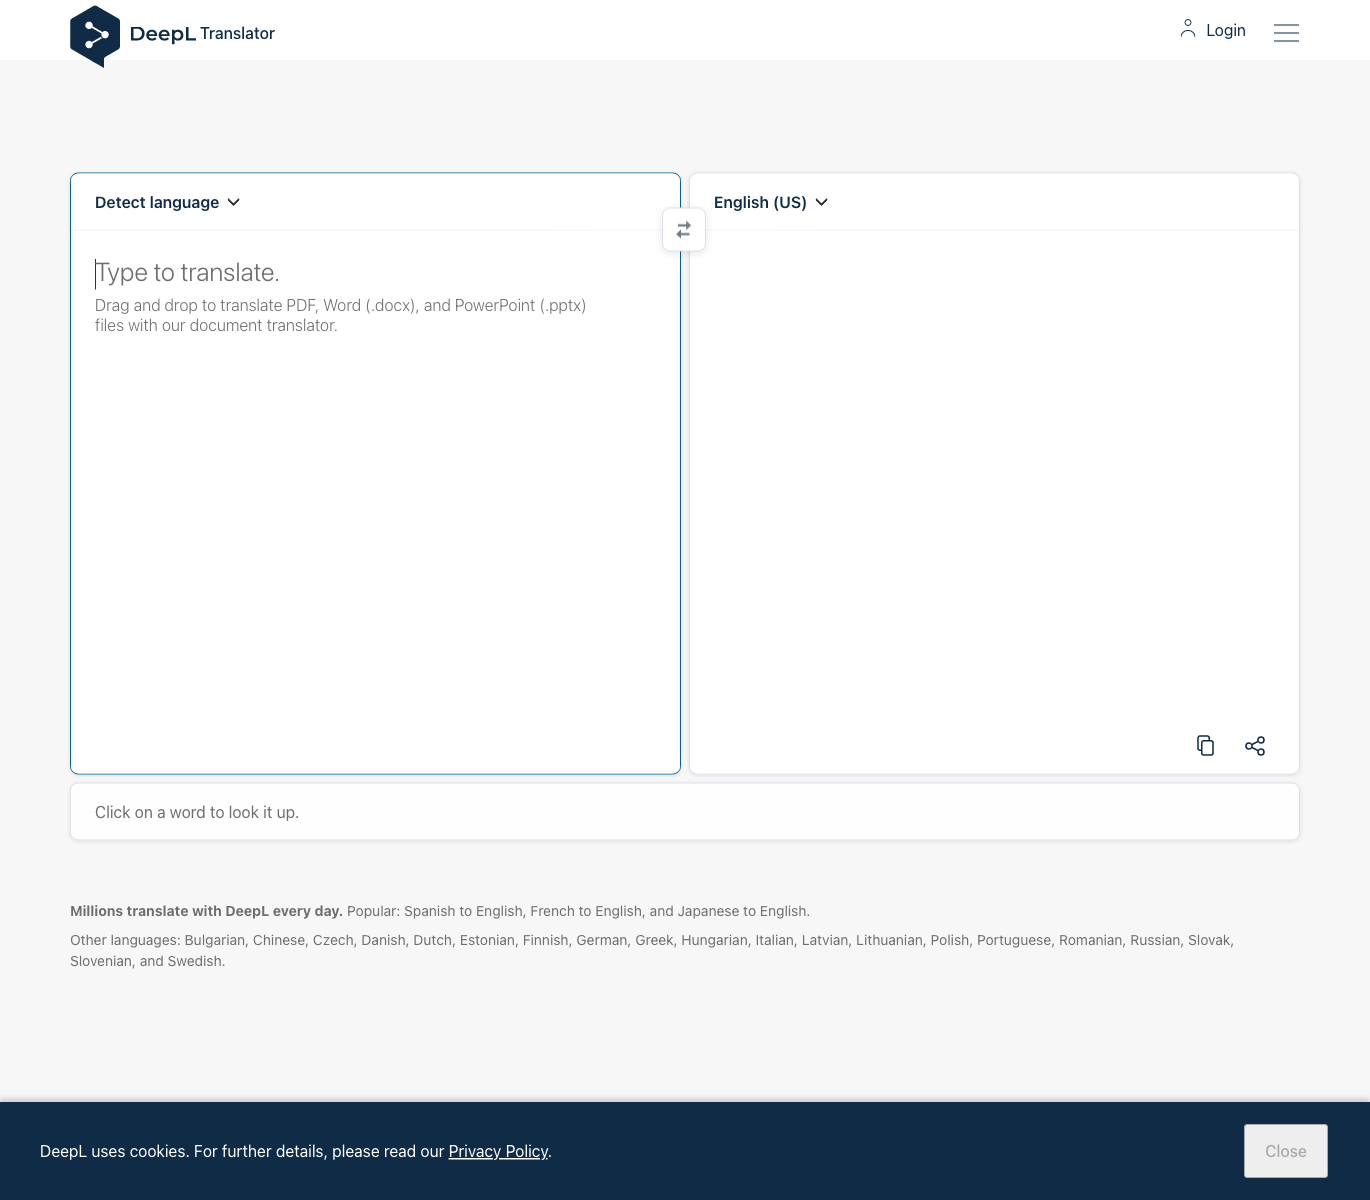 DeepL Translator
Login
Detect language
English (US)
Type to translate.
Drag and drop to translate PDF, Word (.docx), and PowerPoint (.pptx)
files with our document translator.
Click on a word to look it up.
Millions translate with DeepL every day. Popular: Spanish to English, French to English, and Japanese to English.
Other languages: Bulgarian, Chinese, Czech, Danish, Dutch, Estonian, Finnish, German, Greek, Hungarian, Italian, Latvian, Lithuanian, Polish, Portuguese, Romanian, Russian, Slovak,
Slovenian, and Swedish.
DeepL uses cookies. For further details, please read our Privacy Policy.
Close